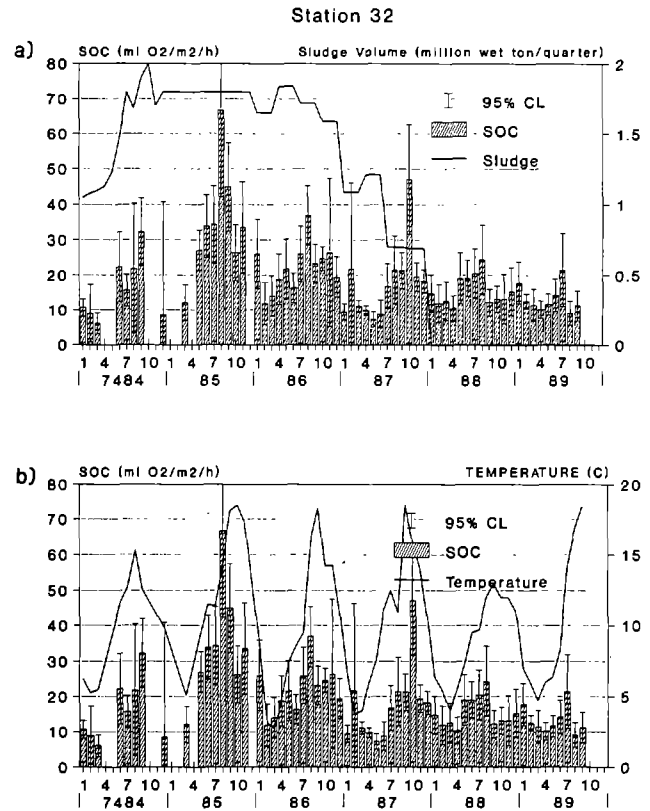 Station 32
a)
SOC (ml O2/m2/h) Sludge Volume (million wet ton/quarter)
80 2
70
60 1.5
50
40 1
30
20 0.5
10
0 0
95% CL
SOC
Sludge
1 4 7 10 1 4 7 10 1 4 7 10 1 4 7 10 1 4 7 10 1 4 7 10
7484 85 86 87 88 89
b)
SOC (ml O2/m2/h) TEMPERATURE (C)
80 20
70
60 15
50
40 10
30
20 5
10
0 0
95% CL
SOC
Temperature
1 4 7 10 1 4 7 10 1 4 7 10 1 4 7 10 1 4 7 10 1 4 7 10
7484 85 86 87 88 89